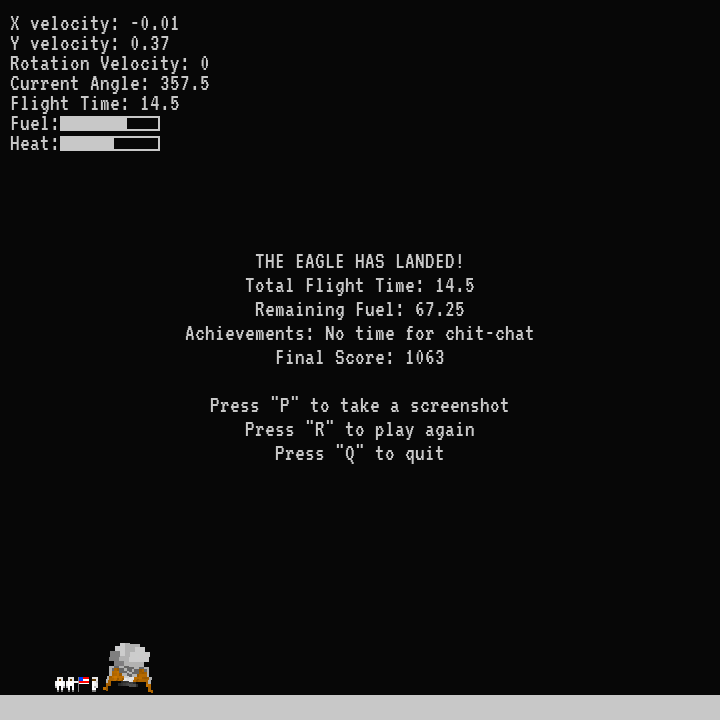 X velocity: -0.01
Y velocity: 0.37
Rotation Velocity: 0
Current Angle: 357.5
Flight Time: 14.5
Fuel:
Heat:
THE EAGLE HAS LANDED!
Total Flight Time: 14.5
Remaining Fuel: 67.25
Achievements: No time for chit-chat
Final Score: 1063
Press "P" to take a screenshot
Press "R" to play again
Press "Q" to quit